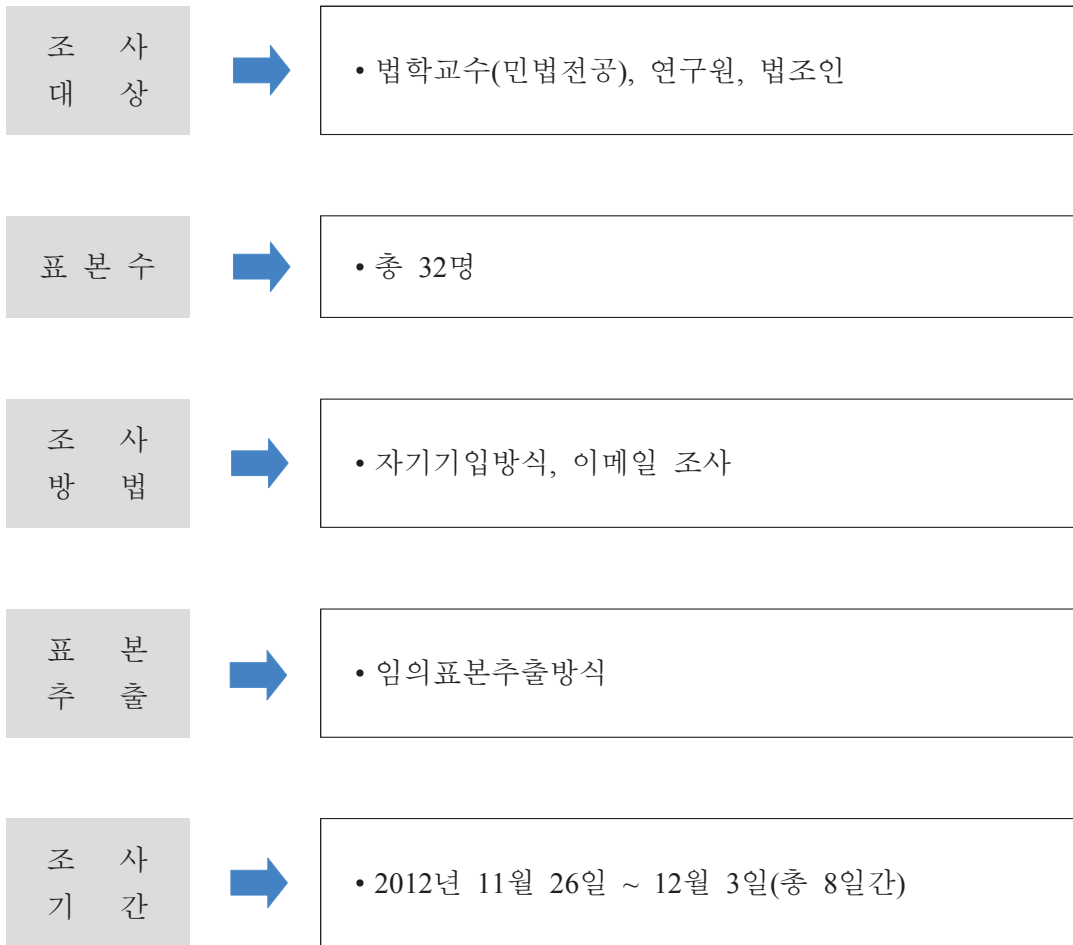 조 사
대 상
• 법학교수(민법전공), 연구원, 법조인
표 본 수
• 총 32명
조 사
방 법
• 자기기입방식, 이메일 조사
표 본
추 출
• 임의표본추출방식
조 사
기 간
• 2012년 11월 26일 ~ 12월 3일(총 8일간)